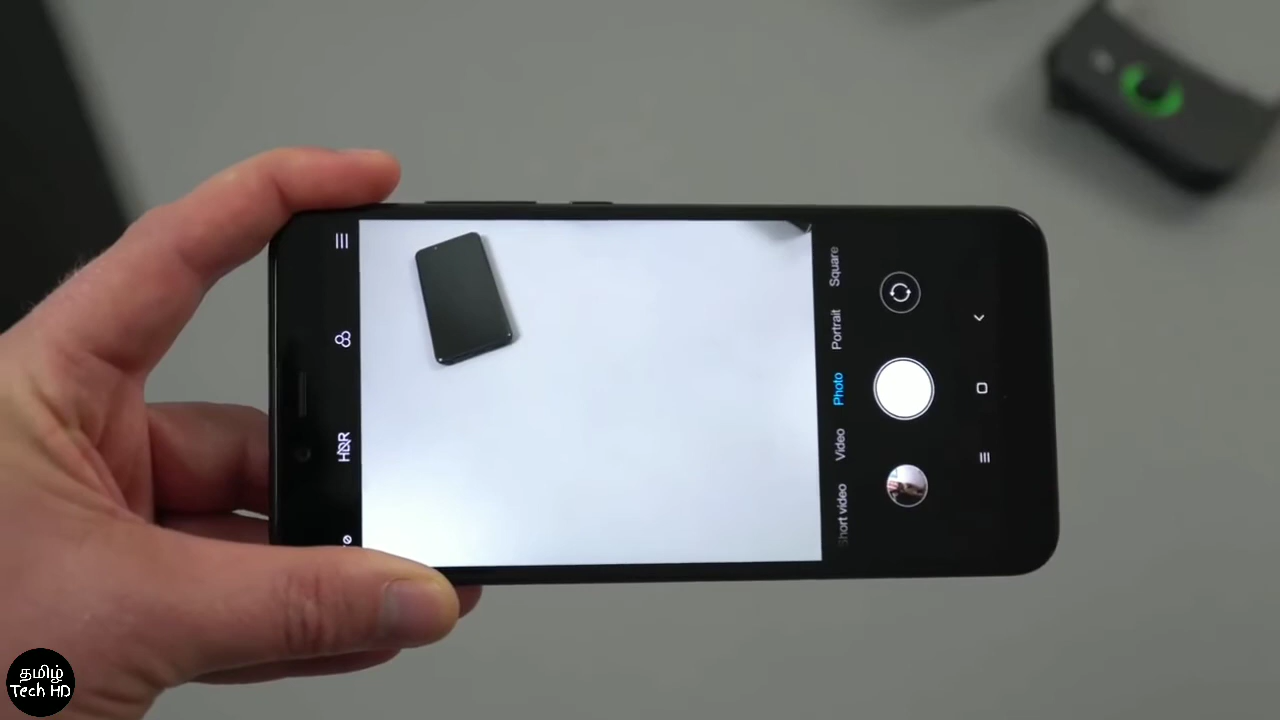 HDR
Square
Portrait
Photo
Video
Short video
தமிழ்
Tech HD